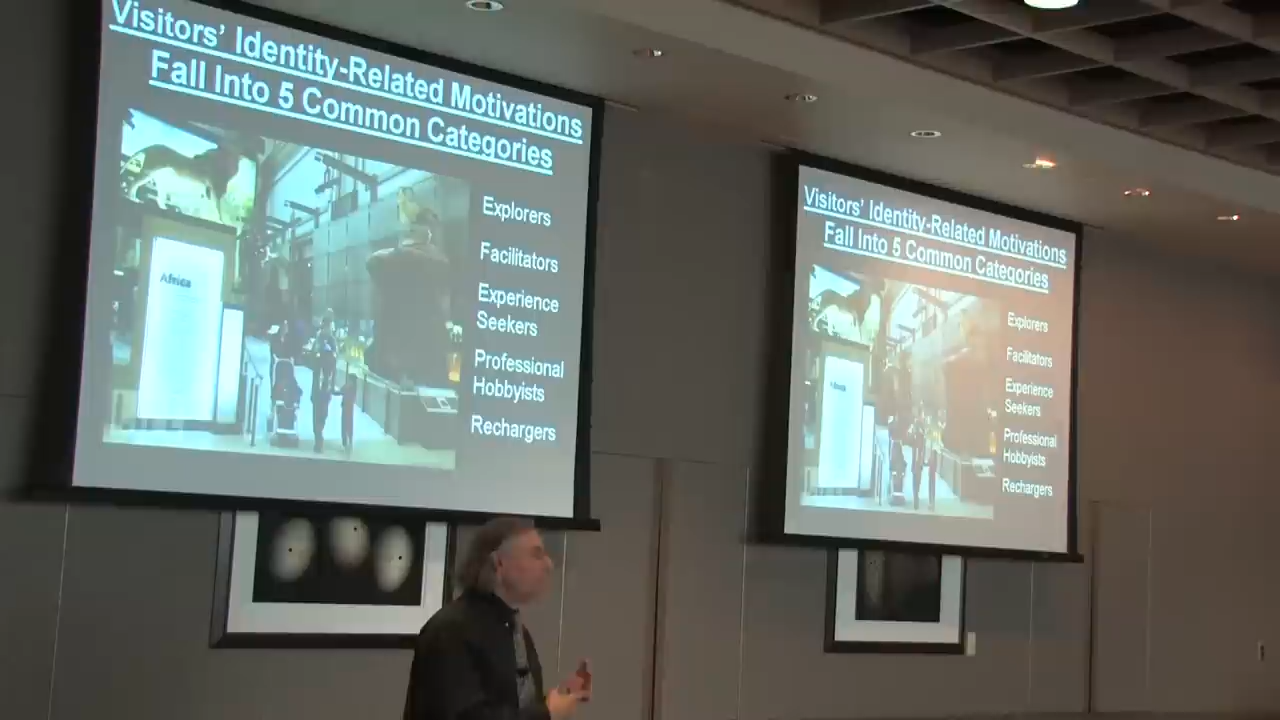 Visitors' Identity-Related Motivations
Fall Into 5 Common Categories
Africa
Explorers
Facilitators
Experience
Seekers
Professional
Hobbyists
Rechargers
Visitors' Identity-Related Motivations
Fall Into 5 Common Categories
Africa
Explorers
Facilitators
Experience
Seekers
Professional
Hobbyists
Rechargers